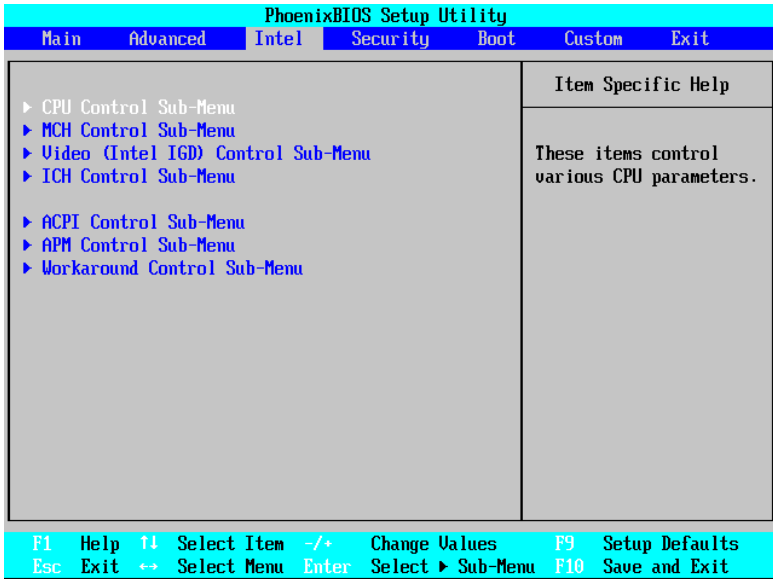 PhoenixBIOS Setup Utility
Main Advanced Intel Security Boot Custom Exit
Item Specific Help
▶ CPU Control Sub-Menu
▶ MCH Control Sub-Menu
▶ Video (Intel IGD) Control Sub-Menu
▶ ICH Control Sub-Menu
▶ ACPI Control Sub-Menu
▶ APM Control Sub-Menu
▶ Workaround Control Sub-Menu
These items control
various CPU parameters.
F1 Help ↑↓ Select Item -/+ Change Values F9 Setup Defaults
Esc Exit ↔ Select Menu Enter Select ▶ Sub-Menu F10 Save and Exit